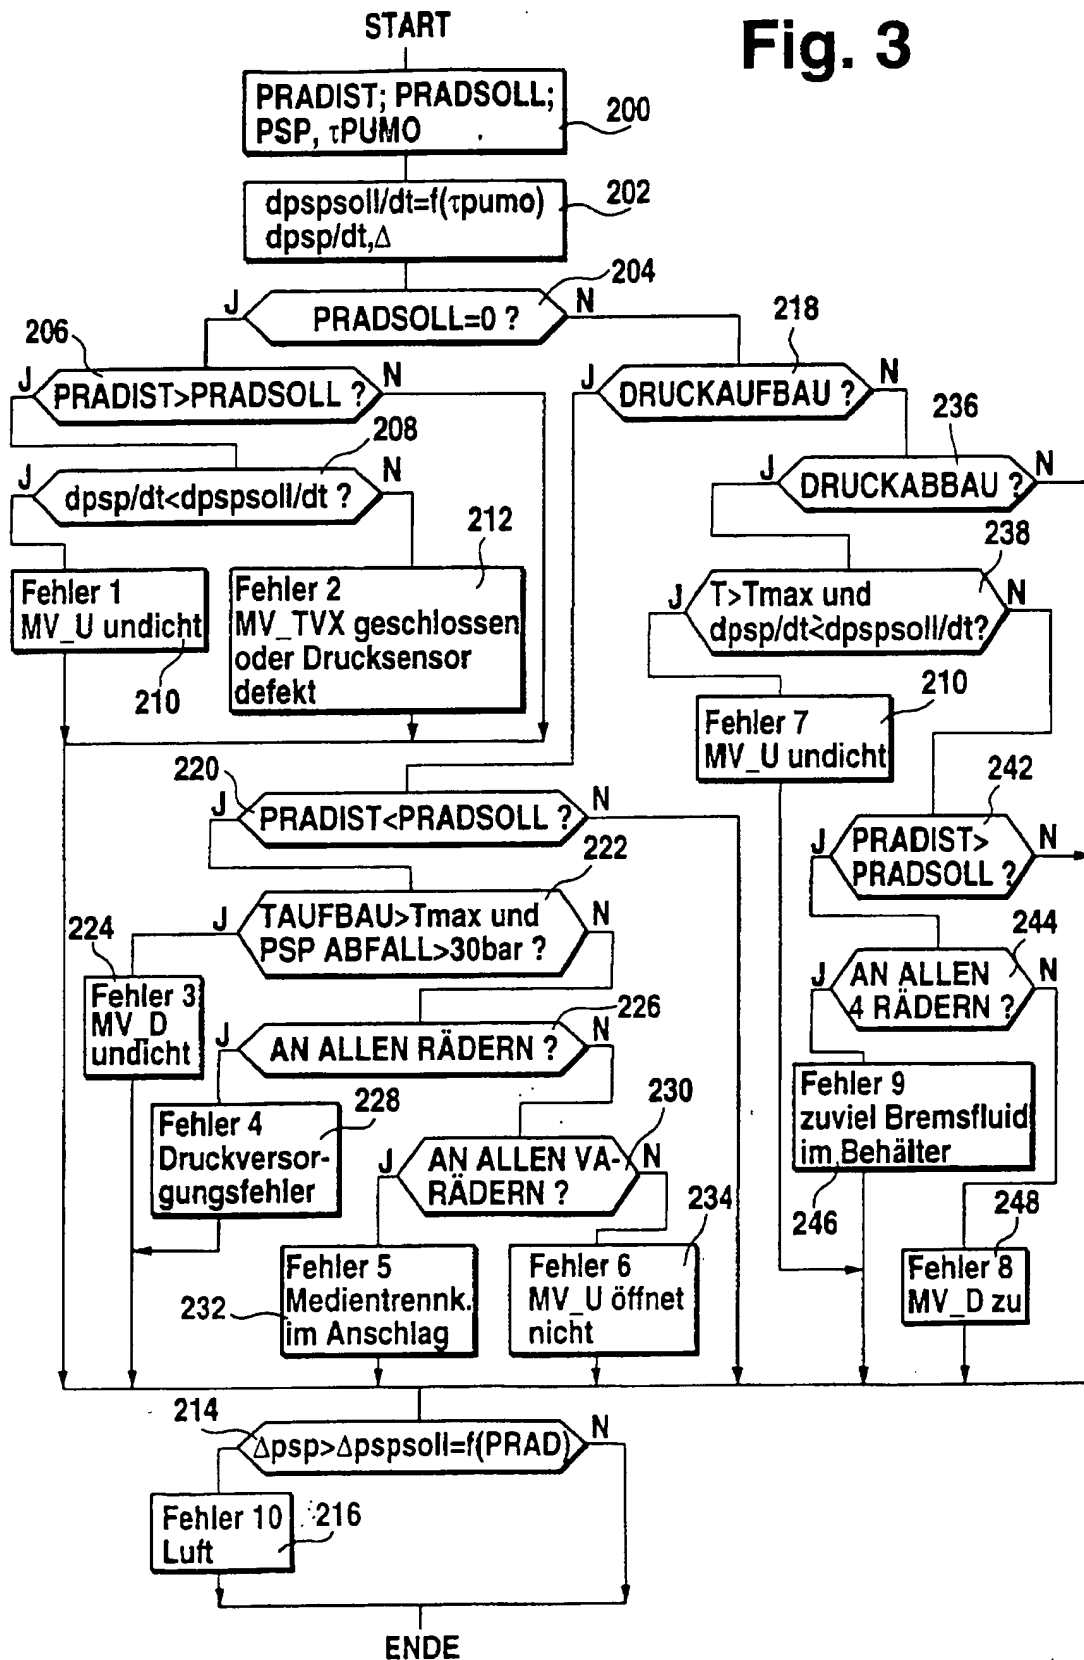 START
Fig. 3
PRADIST; PRADSOLL;
PSP, τPUMO
200
dpspsoll/dt=f(τpumo)
dpsp/dt,Δ
202
204
J
PRADSOLL=0 ?
N
206
218
J
PRADIST>PRADSOLL ?
N
J
DRUCKAUFBAU ?
N
236
208
J
dpsp/dt<dpspsoll/dt ?
N
J
DRUCKABBAU ?
N
212
238
Fehler 1
MV_U undicht
210
Fehler 2
MV_TVX geschlossen
oder Drucksensor
defekt
J
T>Tmax und
dpsp/dt<dpspsoll/dt?
N
210
Fehler 7
MV_U undicht
220
J
PRADIST<PRADSOLL ?
N
242
J
PRADIST>
PRADSOLL ?
N
222
J
TAUFBAU>Tmax und
PSP ABFALL>30bar ?
N
224
244
J
AN ALLEN
4 RÄDERN ?
N
Fehler 3
MV_D
undicht
226
J
AN ALLEN RÄDERN ?
N
228
Fehler 4
Druckversor-
gungsfehler
230
J
AN ALLEN VA-
RÄDERN ?
N
Fehler 9
zuviel Bremsfluid
im Behälter
246
234
248
Fehler 5
Medientrennk.
im Anschlag
232
Fehler 6
MV_U öffnet
nicht
Fehler 8
MV_D zu
214
Δpsp>Δpspsoll=f(PRAD)
N
J
Fehler 10
Luft
216
ENDE